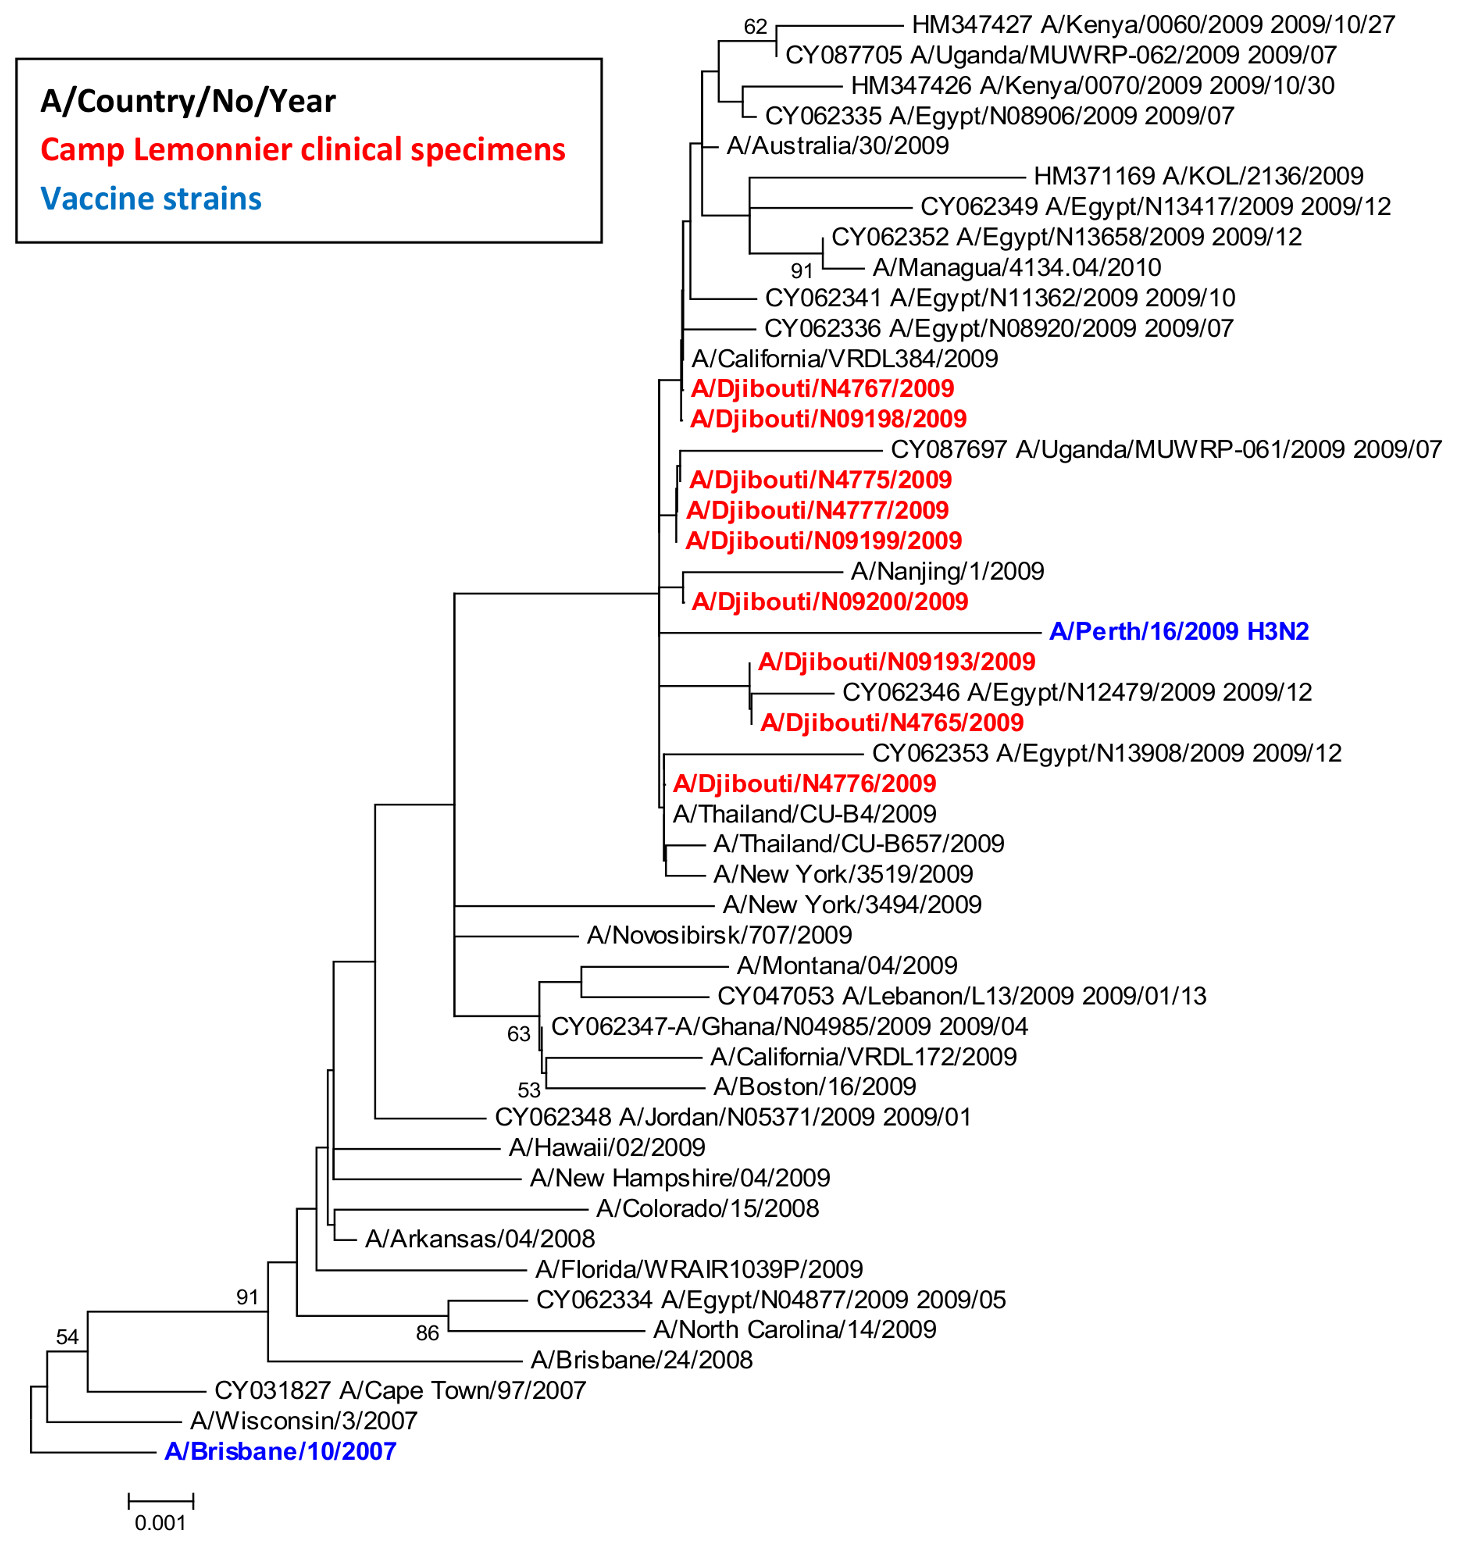 62
HM347427 A/Kenya/0060/2009 2009/10/27
CY087705 A/Uganda/MUWRP-062/2009 2009/07
A/Country/No/Year
Camp Lemonnier clinical specimens
Vaccine strains
HM347426 A/Kenya/0070/2009 2009/10/30
CY062335 A/Egypt/N08906/2009 2009/07
A/Australia/30/2009
HM371169 A/KOL/2136/2009
CY062349 A/Egypt/N13417/2009 2009/12
CY062352 A/Egypt/N13658/2009 2009/12
91
A/Managua/4134.04/2010
CY062341 A/Egypt/N11362/2009 2009/10
CY062336 A/Egypt/N08920/2009 2009/07
A/California/VRDL384/2009
A/Djibouti/N4767/2009
A/Djibouti/N09198/2009
CY087697 A/Uganda/MUWRP-061/2009 2009/07
A/Djibouti/N4775/2009
A/Djibouti/N4777/2009
A/Djibouti/N09199/2009
A/Nanjing/1/2009
A/Djibouti/N09200/2009
A/Perth/16/2009 H3N2
A/Djibouti/N09193/2009
CY062346 A/Egypt/N12479/2009 2009/12
A/Djibouti/N4765/2009
CY062353 A/Egypt/N13908/2009 2009/12
A/Djibouti/N4776/2009
A/Thailand/CU-B4/2009
A/Thailand/CU-B657/2009
A/New York/3519/2009
A/New York/3494/2009
A/Novosibirsk/707/2009
A/Montana/04/2009
CY047053 A/Lebanon/L13/2009 2009/01/13
63
CY062347-A/Ghana/N04985/2009 2009/04
A/California/VRDL172/2009
53
A/Boston/16/2009
CY062348 A/Jordan/N05371/2009 2009/01
A/Hawaii/02/2009
A/New Hampshire/04/2009
A/Colorado/15/2008
A/Arkansas/04/2008
A/Florida/WRAIR1039P/2009
91
CY062334 A/Egypt/N04877/2009 2009/05
86
A/North Carolina/14/2009
54
A/Brisbane/24/2008
CY031827 A/Cape Town/97/2007
A/Wisconsin/3/2007
A/Brisbane/10/2007
0.001